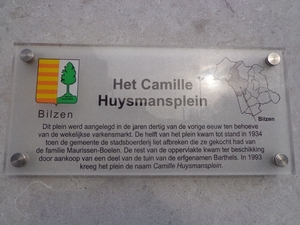 Het Camille
Huysmansplein
Bilzen
Bilzen
Dit plein werd aangelegd in de jaren dertig van de vorige eeuw ten behoeve
van de wekelijkse varkensmarkt. De helft van het plein kwam tot stand in 1934
toen de gemeente de stadsboerderij liet afbreken die ze gekocht had van
de familie Maurissen-Boelen. De rest van de oppervlakte kwam ter beschikking
door aankoop van een deel van de tuin van de erfgenamen Barthels. In 1993
kreeg het plein de naam Camille Huysmansplein.